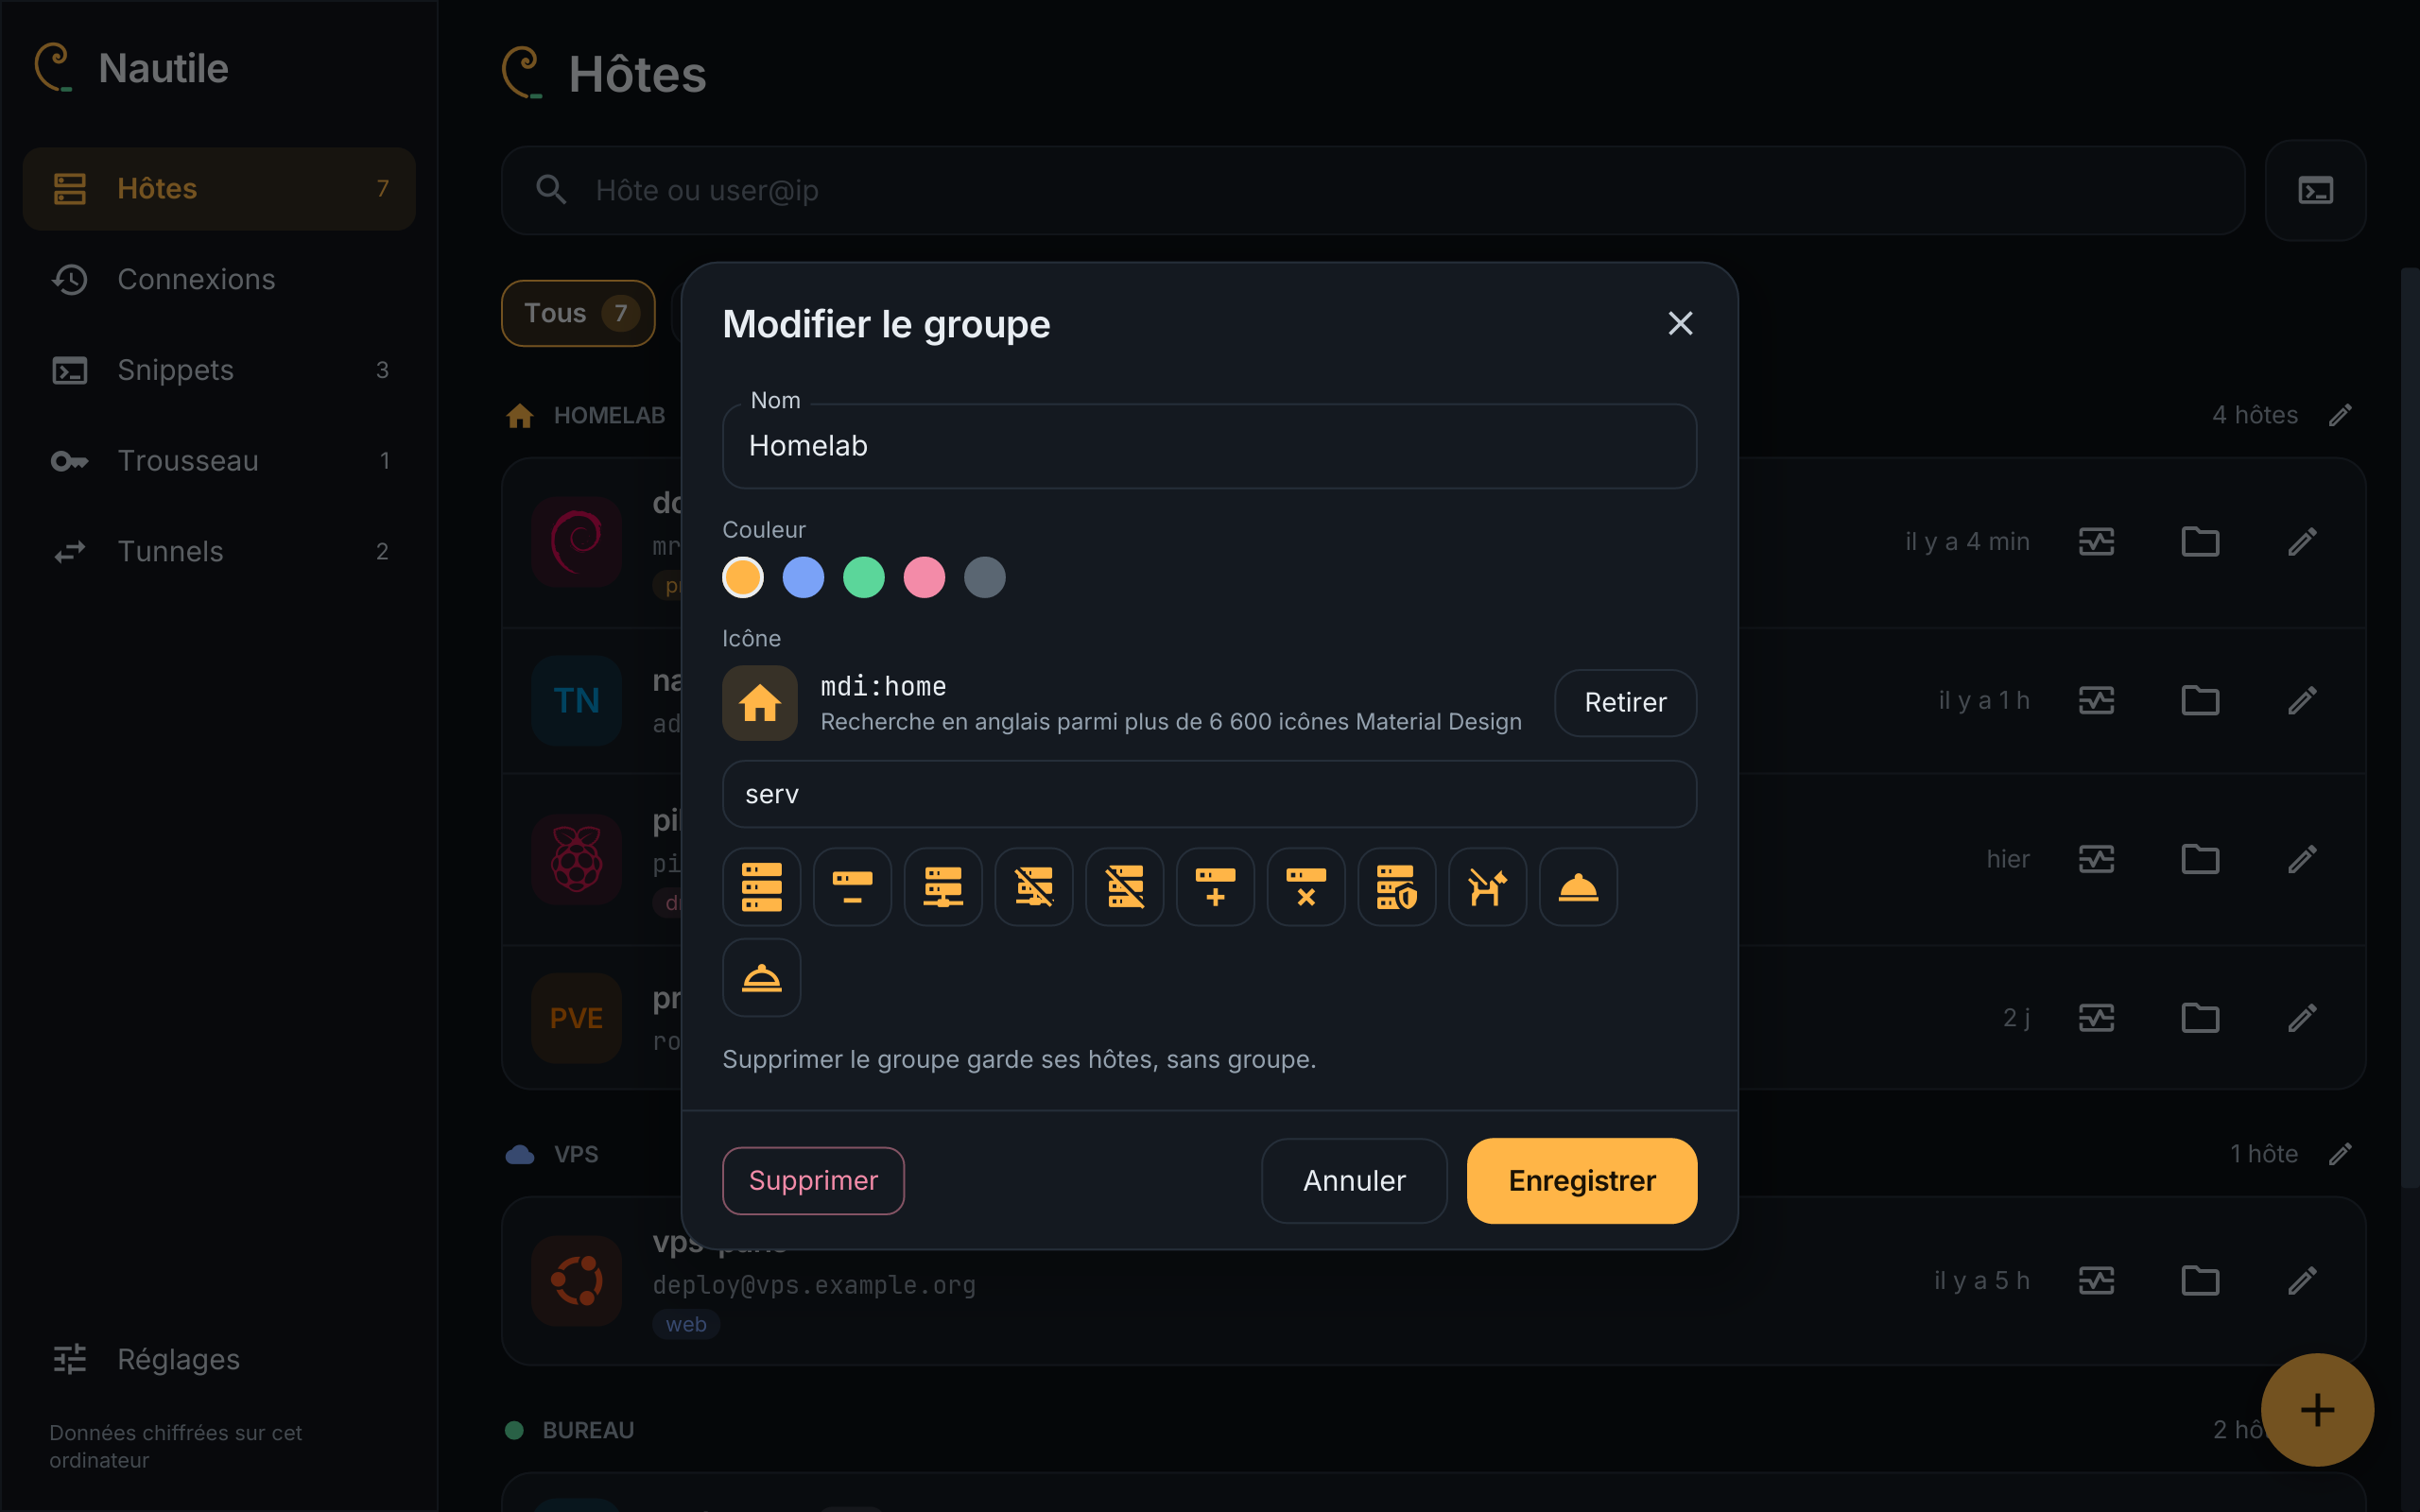 Nautile
Hôtes 7
Connexions
Snippets 3
Trousseau 1
Tunnels 2
Réglages
Données chiffrées sur cet
ordinateur
Hôtes
Hôte ou user@ip
Tous 7
HOMELAB
4 hôtes
il y a 4 min
TN
il y a 1 h
hier
PVE
2 j
VPS
1 hôte
deploy@vps.example.org
web
il y a 5 h
BUREAU
Modifier le groupe
Nom
Homelab
Couleur
Icône
mdi:home
Recherche en anglais parmi plus de 6 600 icônes Material Design
Retirer
serv
Supprimer le groupe garde ses hôtes, sans groupe.
Supprimer
Annuler
Enregistrer